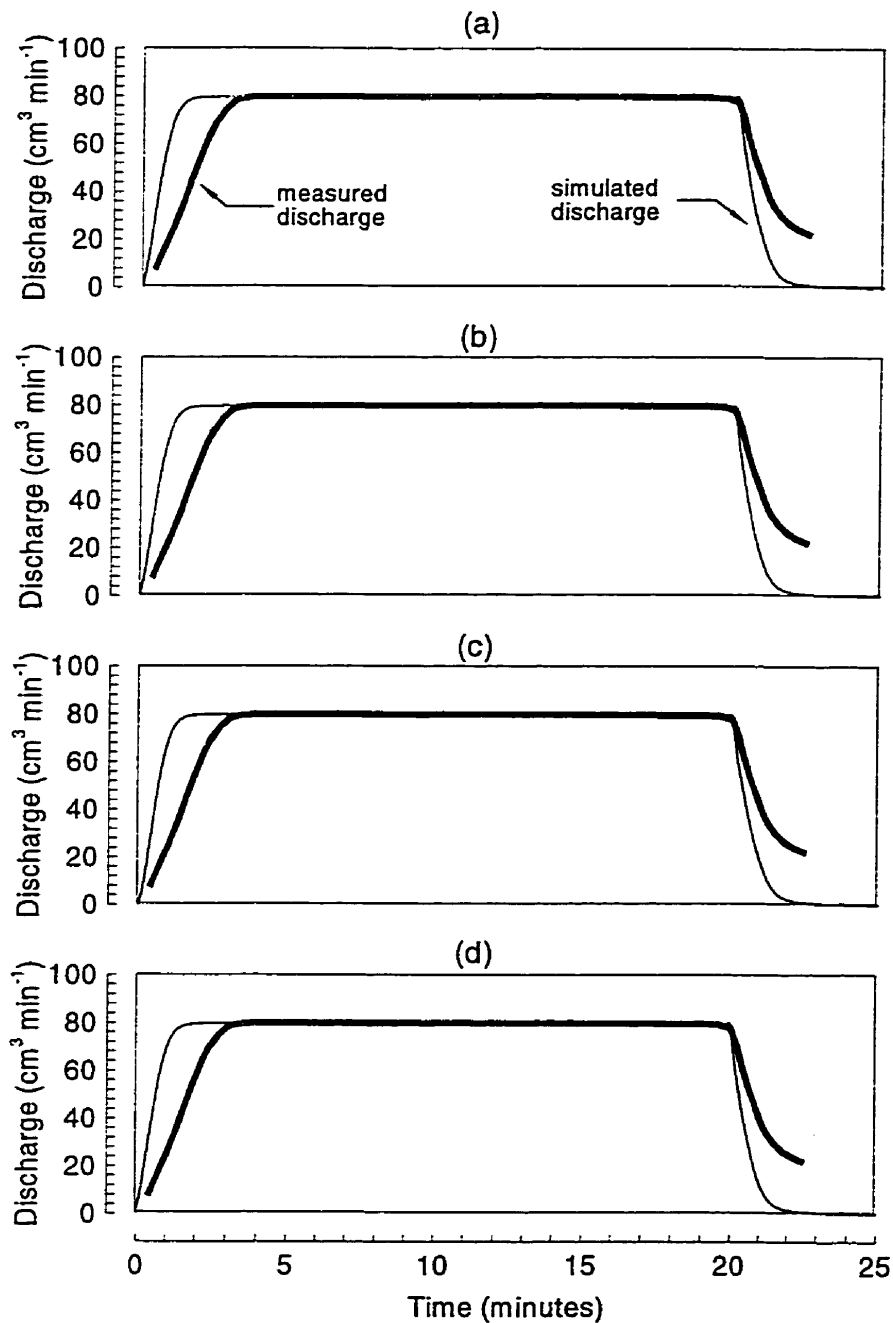 (a)
100
80
60
40
20
0
Discharge (cm³ min⁻¹)
measured
discharge
simulated
discharge
(b)
100
80
60
40
20
0
Discharge (cm³ min⁻¹)
(c)
100
80
60
40
20
0
Discharge (cm³ min⁻¹)
(d)
100
80
60
40
20
0
Discharge (cm³ min⁻¹)
0 5 10 15 20 25
Time (minutes)